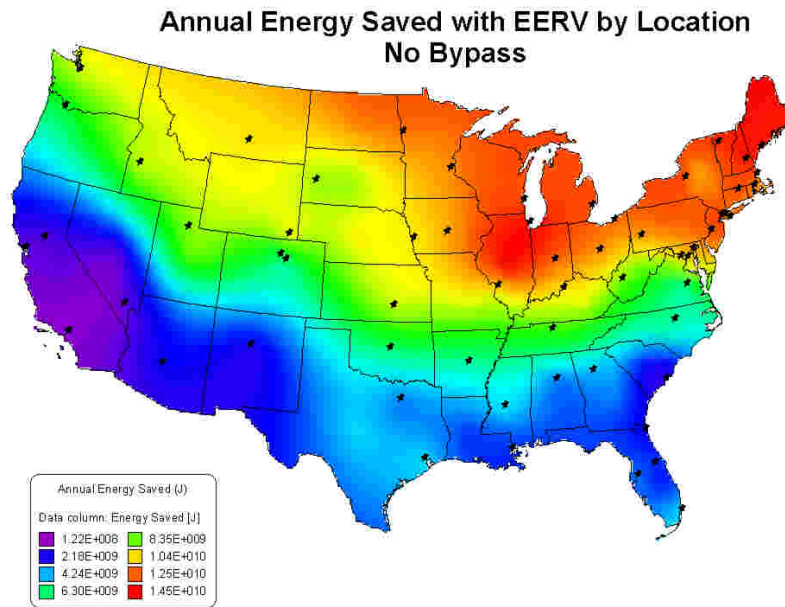 Annual Energy Saved with EERV by Location
No Bypass
Annual Energy Saved (J)
Data column: Energy Saved [J]
1.22E+008 8.35E+009
2.18E+009 1.04E+010
4.24E+009 1.25E+010
6.30E+009 1.45E+010